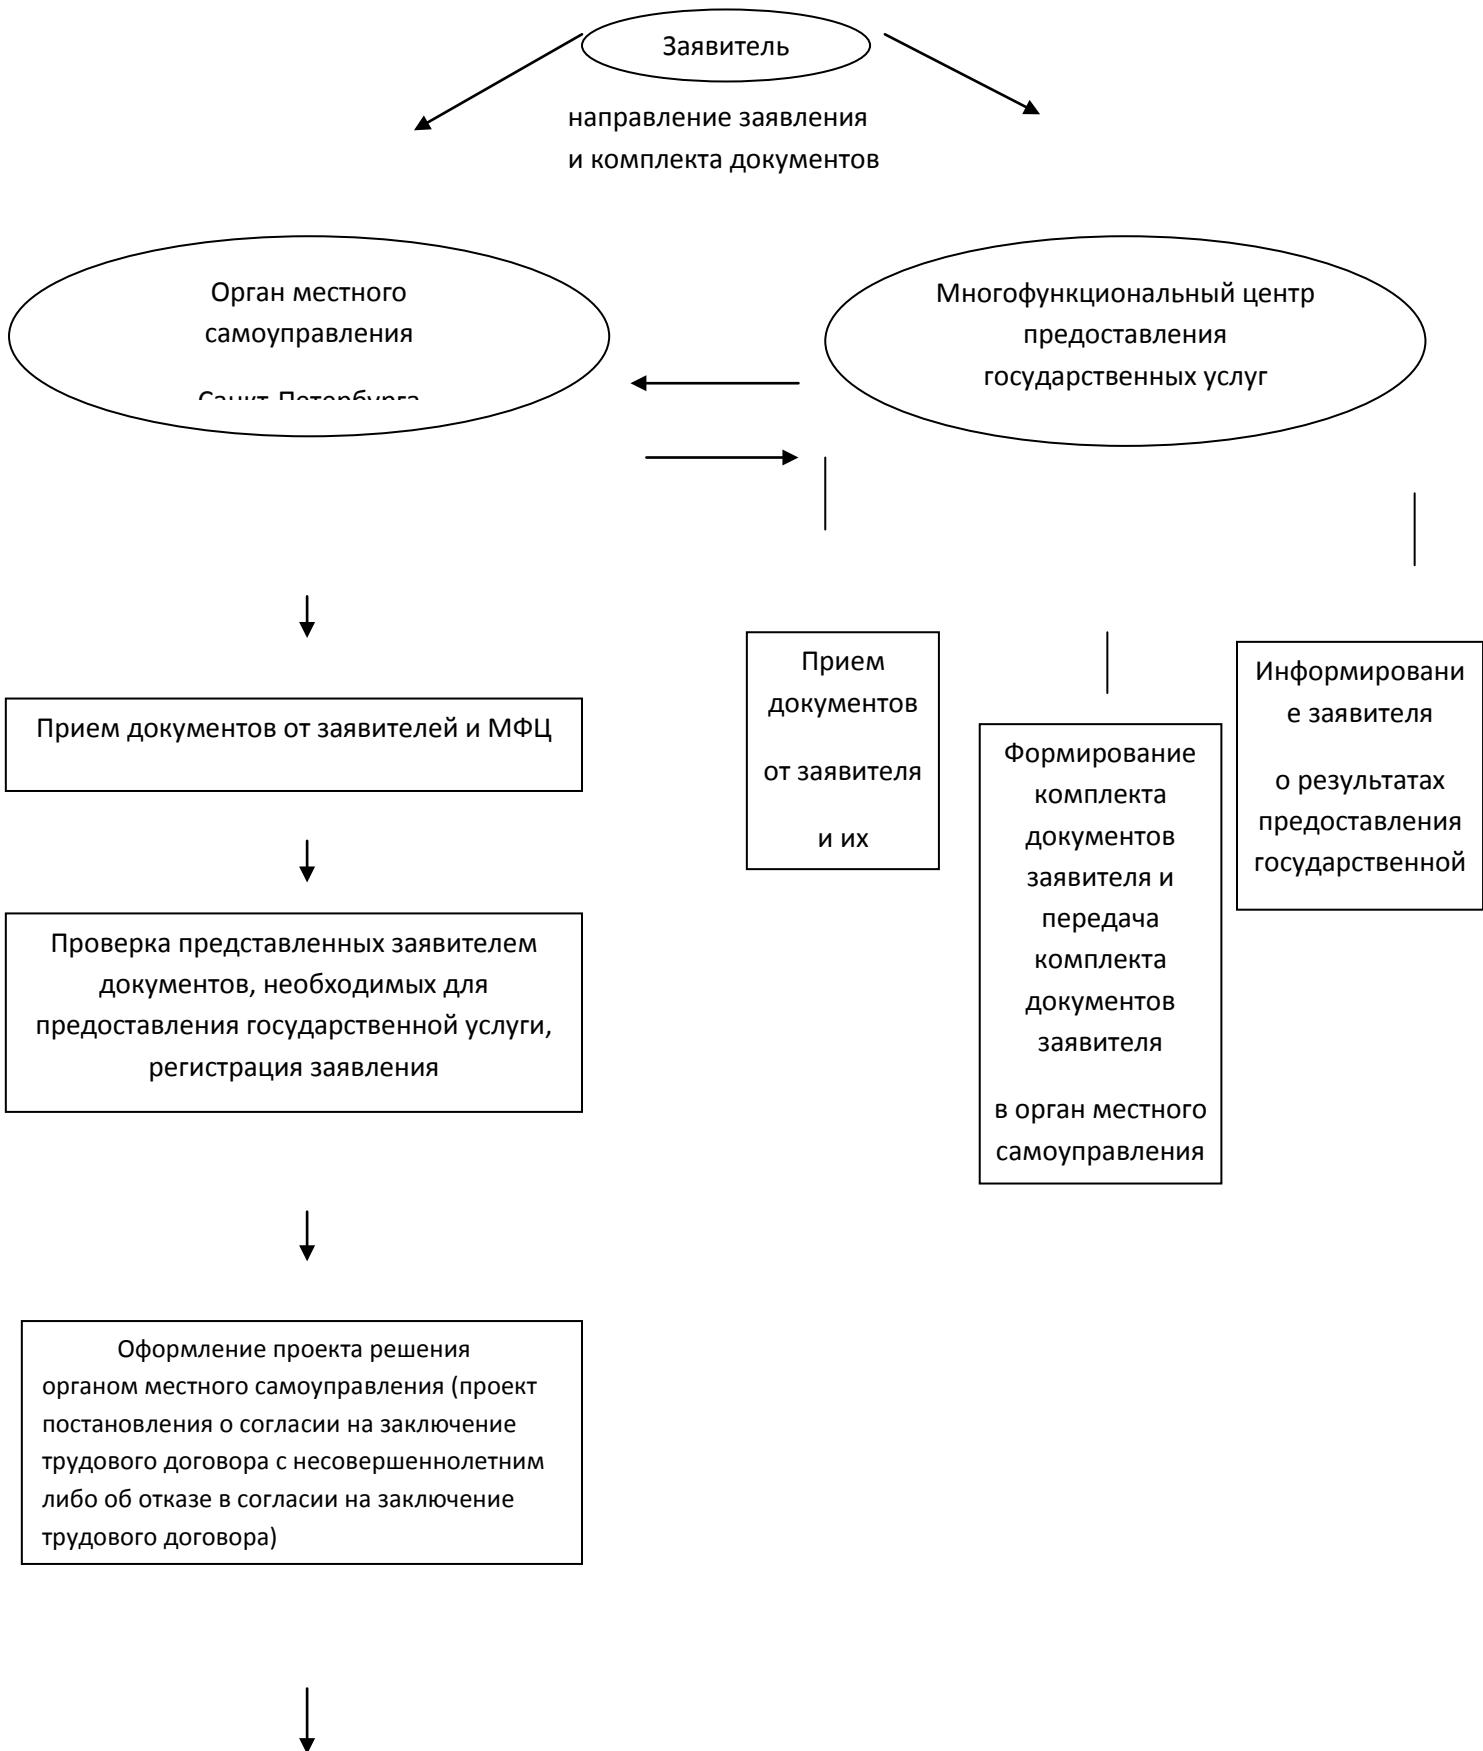 Заявитель
направление заявления
и комплекта документов
Орган местного
самоуправления
Санкт-Петербурга
Многофункциональный центр
предоставления
государственных услуг
Прием документов от заявителей и МФЦ
Проверка представленных заявителем
документов, необходимых для
предоставления государственной услуги,
регистрация заявления
Оформление проекта решения
органом местного самоуправления (проект
постановления о согласии на заключение
трудового договора с несовершеннолетним
либо об отказе в согласии на заключение
трудового договора)
Прием
документов
от заявителя
и их
Формирование
комплекта
документов
заявителя и
передача
комплекта
документов
заявителя
в орган местного
самоуправления
Информировани
е заявителя
о результатах
предоставления
государственной